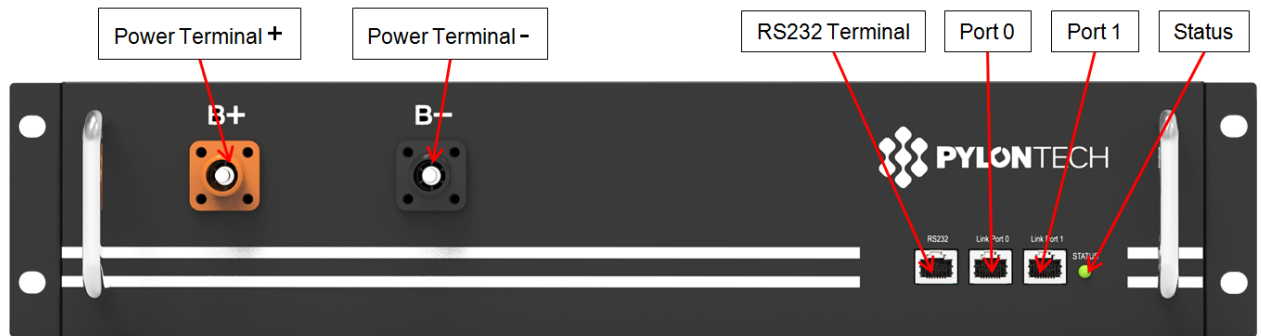 Power Terminal +
Power Terminal -
RS232 Terminal
Port 0
Port 1
Status
B+
B−
PYLONTECH
RS232
Link Port 0
Link Port 1
STATUS